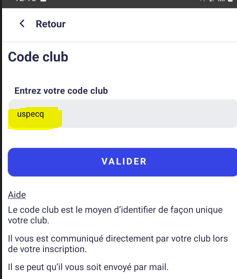 Retour
Code club
Entrez votre code club
uspecq
VALIDER
Aide
Le code club est le moyen d'identifier de façon unique
votre club.
Il vous est communiqué directement par votre club lors
de votre inscription.
Il se peut qu'il vous soit envoyé par mail.